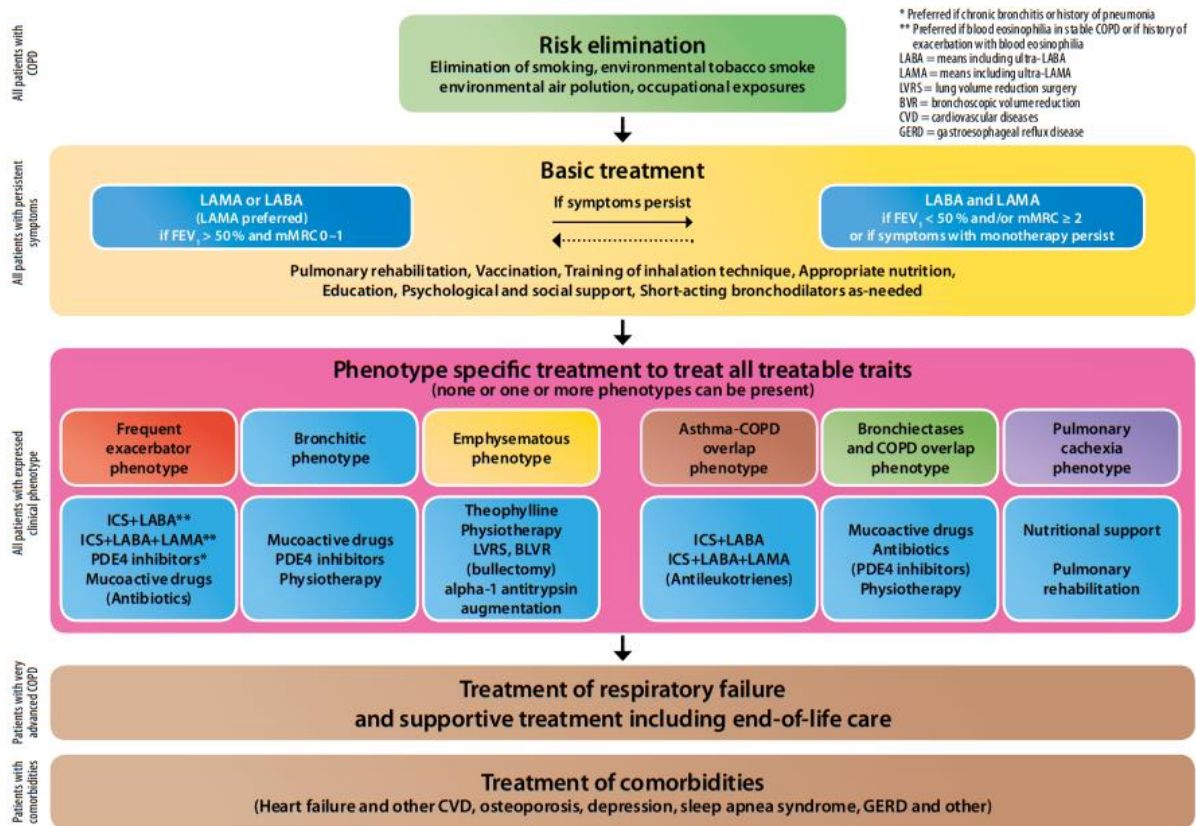 All patients with
COPD
Risk elimination
Elimination of smoking, environmental tobacco smoke
environmental air polution, occupational exposures
* Preferred if chronic bronchitis or history of pneumonia
** Preferred if blood eosinophilia in stable COPD or if history of
exacerbation with blood eosinophilia
LABA = means including ultra-LABA
LAMA = means including ultra-LAMA
LVRS = lung volume reduction surgery
BVR = bronchoscopic volume reduction
CVD = cardiovascular diseases
GERD = gastroesophageal reflux disease
All patients with persistent
symptoms
Basic treatment
LAMA or LABA
(LAMA preferred)
if FEV₁ > 50 % and mMRC 0–1
If symptoms persist
LABA and LAMA
if FEV₁ < 50 % and/or mMRC ≥ 2
or if symptoms with monotherapy persist
Pulmonary rehabilitation, Vaccination, Training of inhalation technique, Appropriate nutrition,
Education, Psychological and social support, Short-acting bronchodilators as-needed
All patients with expressed
clinical phenotype
Phenotype specific treatment to treat all treatable traits
(none or one or more phenotypes can be present)
Frequent
exacerbator
phenotype
Bronchitic
phenotype
Emphysematous
phenotype
Asthma-COPD
overlap
phenotype
Bronchiectases
and COPD overlap
phenotype
Pulmonary
cachexia
phenotype
ICS+LABA**
ICS+LABA+LAMA**
PDE4 inhibitors*
Mucoactive drugs
(Antibiotics)
Mucoactive drugs
PDE4 inhibitors
Physiotherapy
Theophylline
Physiotherapy
LVRS, BLVR
(bullectomy)
alpha-1 antitrypsin
augmentation
ICS+LABA
ICS+LABA+LAMA
(Antileukotrienes)
Mucoactive drugs
Antibiotics
(PDE4 inhibitors)
Physiotherapy
Nutritional support
Pulmonary
rehabilitation
Patients with very
advanced COPD
Treatment of respiratory failure
and supportive treatment including end-of-life care
Patients with
comorbidities
Treatment of comorbidities
(Heart failure and other CVD, osteoporosis, depression, sleep apnea syndrome, GERD and other)